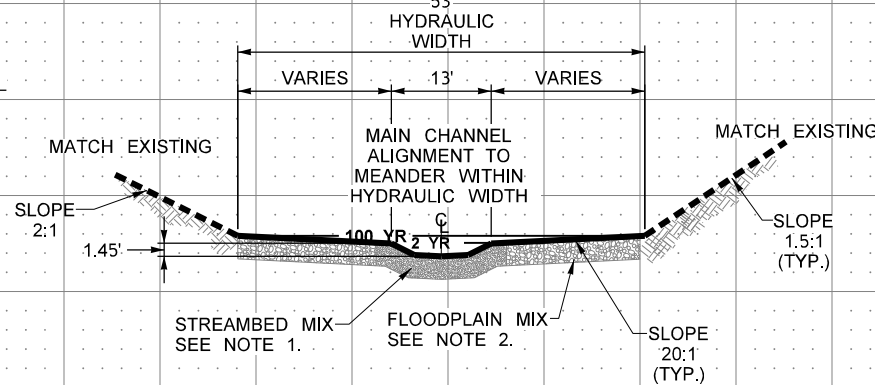 53'
HYDRAULIC
WIDTH
VARIES 13' VARIES
MATCH EXISTING
MAIN CHANNEL
ALIGNMENT TO
MEANDER WITHIN
HYDRAULIC WIDTH
MATCH EXISTING
SLOPE
2:1
℄
100 YR
2 YR
1.45'
SLOPE
1.5:1
(TYP.)
STREAMBED MIX
SEE NOTE 1.
FLOODPLAIN MIX
SEE NOTE 2.
SLOPE
20:1
(TYP.)